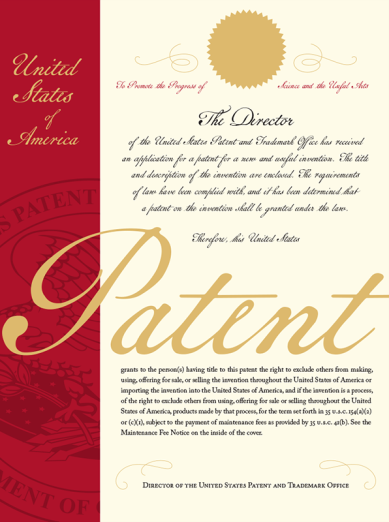 United
States
of
America
To Promote the Progress of Science and the Useful Arts
The Director
of the United States Patent and Trademark Office has received
an application for a patent for a new and useful invention. The title
and description of the invention are enclosed. The requirements
of law have been complied with, and it has been determined that
a patent on the invention shall be granted under the law.
Therefore, this United States
S PATENT
Patent
grants to the person(s) having title to this patent the right to exclude others from making,
using, offering for sale, or selling the invention throughout the United States of America or
importing the invention into the United States of America, and if the invention is a process,
of the right to exclude others from using, offering for sale or selling throughout the United
States of America, products made by that process, for the term set forth in 35 U.S.C. 154(a)(2)
or (c)(1), subject to the payment of maintenance fees as provided by 35 U.S.C. 41(b). See the
Maintenance Fee Notice on the inside of the cover.
MENT OF
Director of the United States Patent and Trademark Office